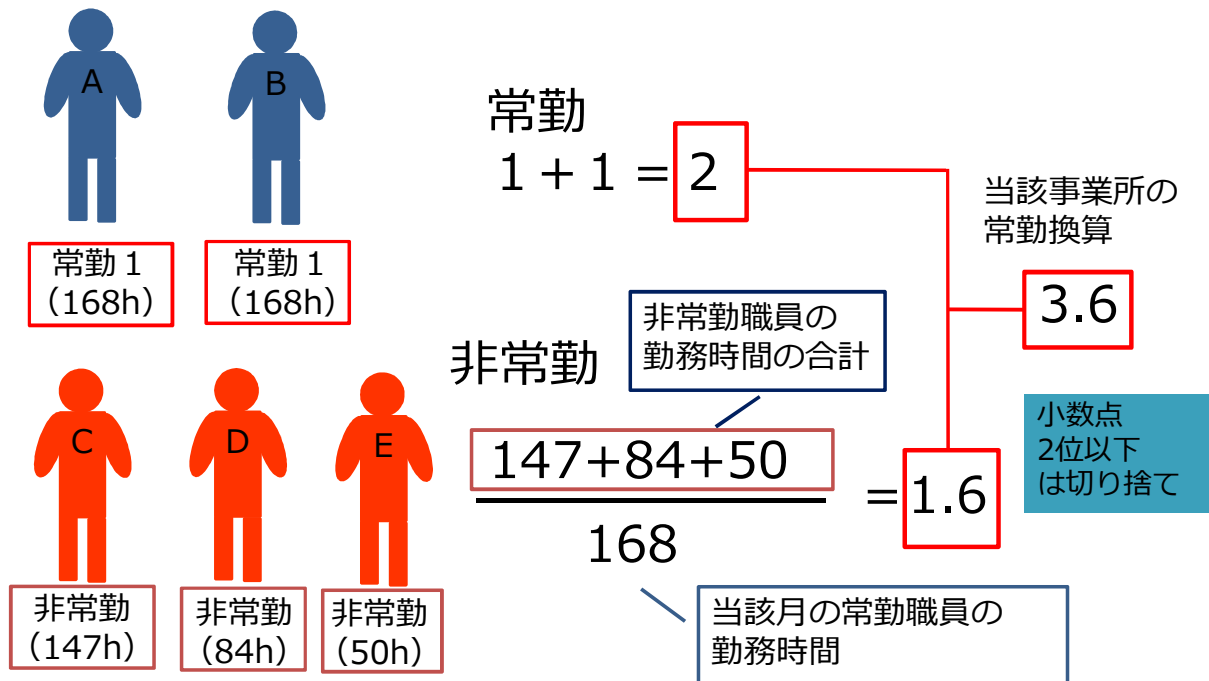 A
B
常勤1
(168h)
常勤1
(168h)
C
D
E
非常勤
(147h)
非常勤
(84h)
非常勤
(50h)
常勤
1+1=2
非常勤
非常勤職員の
勤務時間の合計
147+84+50
168
=1.6
当該月の常勤職員の
勤務時間
当該事業所の
常勤換算
3.6
小数点
2位以下
は切り捨て